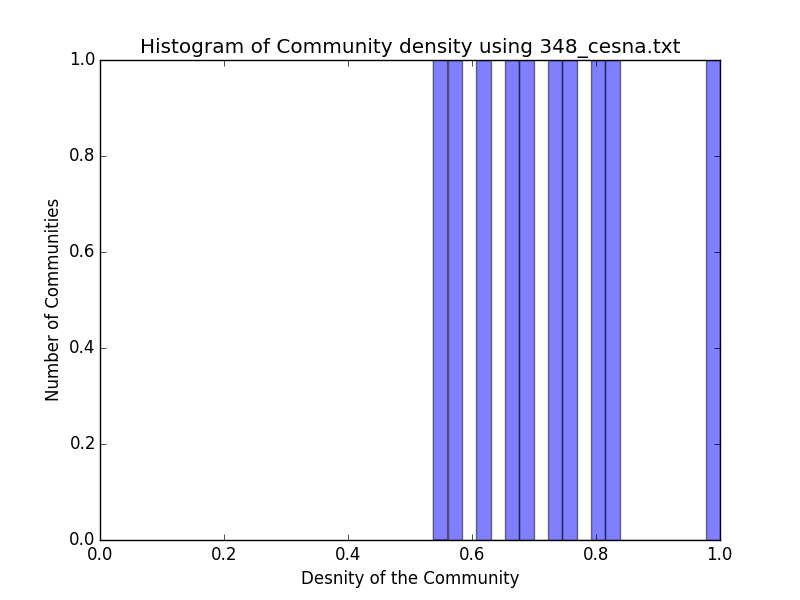 Histogram of Community density using 348_cesna.txt
1.0
0.8
0.6
0.4
0.2
0.0
Number of Communities
0.0 0.2 0.4 0.6 0.8 1.0
Desnity of the Community